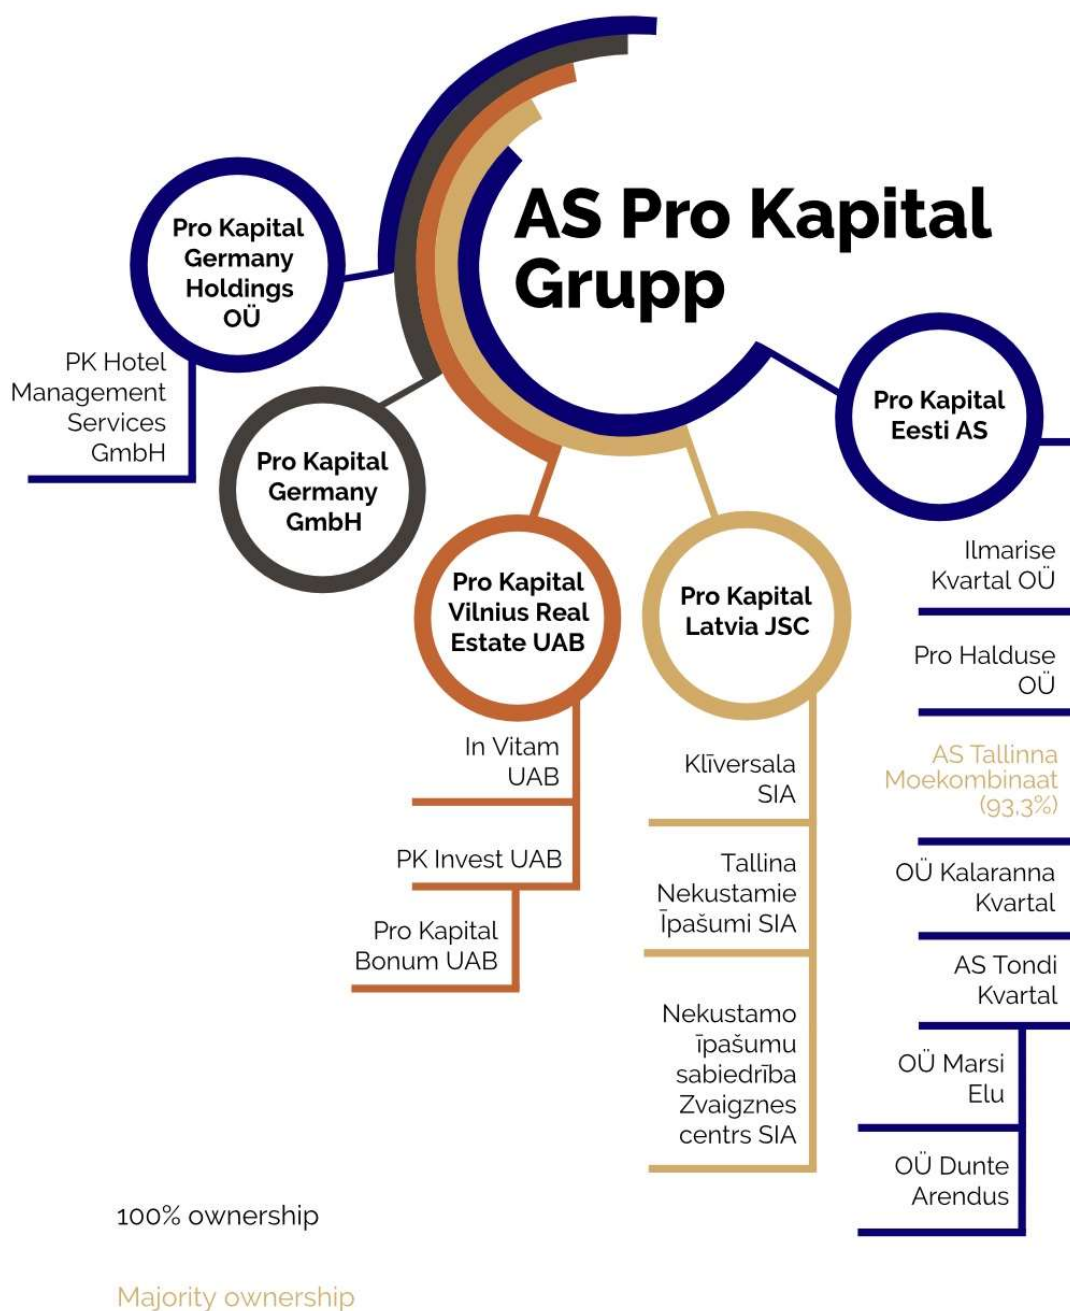 AS Pro Kapital
Grupp
Pro Kapital
Germany
Holdings
OÜ
PK Hotel
Management
Services
GmbH
Pro Kapital
Germany
GmbH
Pro Kapital
Vilnius Real
Estate UAB
In Vitam
UAB
PK Invest UAB
Pro Kapital
Bonum UAB
Pro Kapital
Latvia JSC
Klīversala
SIA
Tallina
Nekustamie
Īpašumi SIA
Nekustamo
īpašumu
sabiedrība
Zvaigznes
centrs SIA
Pro Kapital
Eesti AS
Ilmarise
Kvartal OÜ
Pro Halduse
OÜ
AS Tallinna
Moekombinaat
(93,3%)
OÜ Kalaranna
Kvartal
AS Tondi
Kvartal
OÜ Marsi
Elu
OÜ Dunte
Arendus
100% ownership
Majority ownership